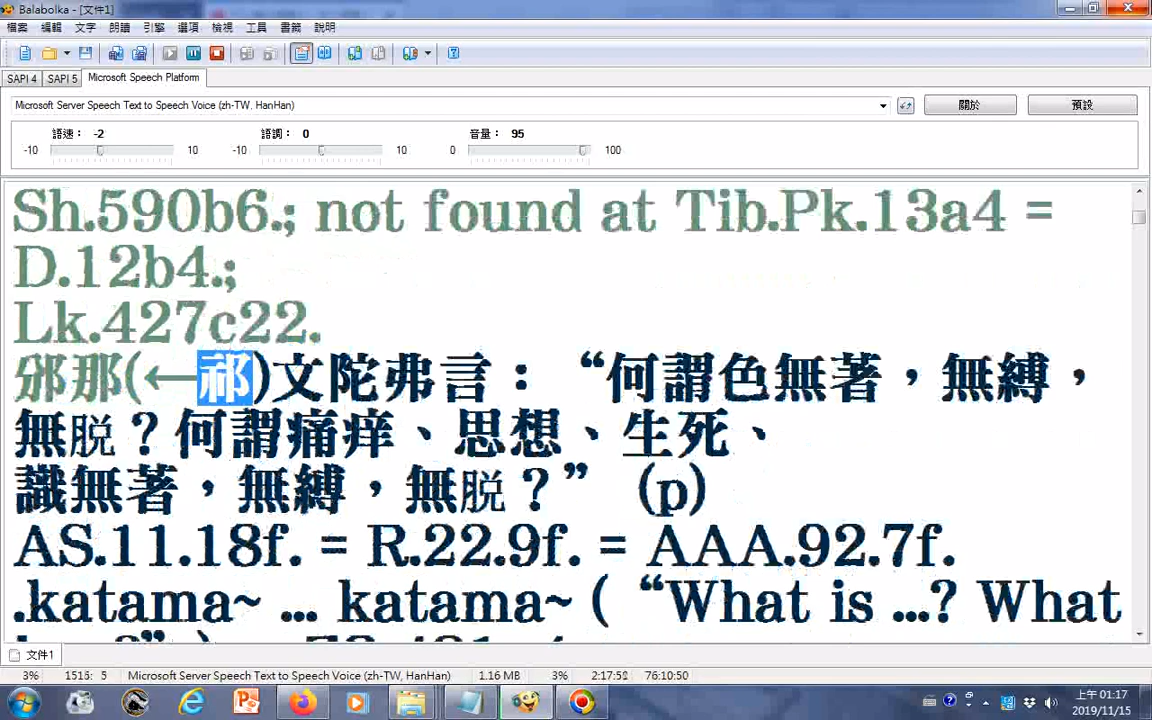 Balabolka - [文件1]
檔案 編輯 文字 朗讀 引擎 選項 檢視 工具 書籤 說明
SAPI 4 SAPI 5 Microsoft Speech Platform
Microsoft Server Speech Text to Speech Voice (zh-TW, HanHan) 關於 預設
語速： -2 語調： 0 音量： 95
-10 10 -10 10 0 100
Sh.590b6.; not found at Tib.Pk.13a4 =
D.12b4.;
Lk.427c22.
邠那(←祁)文陀弗言：“何謂色無著，無縛，
無脱？何謂痛痒、思想、生死、
識無著，無縛，無脱？” (p)
AS.11.18f. = R.22.9f. = AAA.92.7f.
.katama~ ... katama~ (“What is ...? What
文件1
3% 1516: 5 Microsoft Server Speech Text to Speech Voice (zh-TW, HanHan) 1.16 MB 3% 2:17:51 76:10:50
上午 01:17
2019/11/15